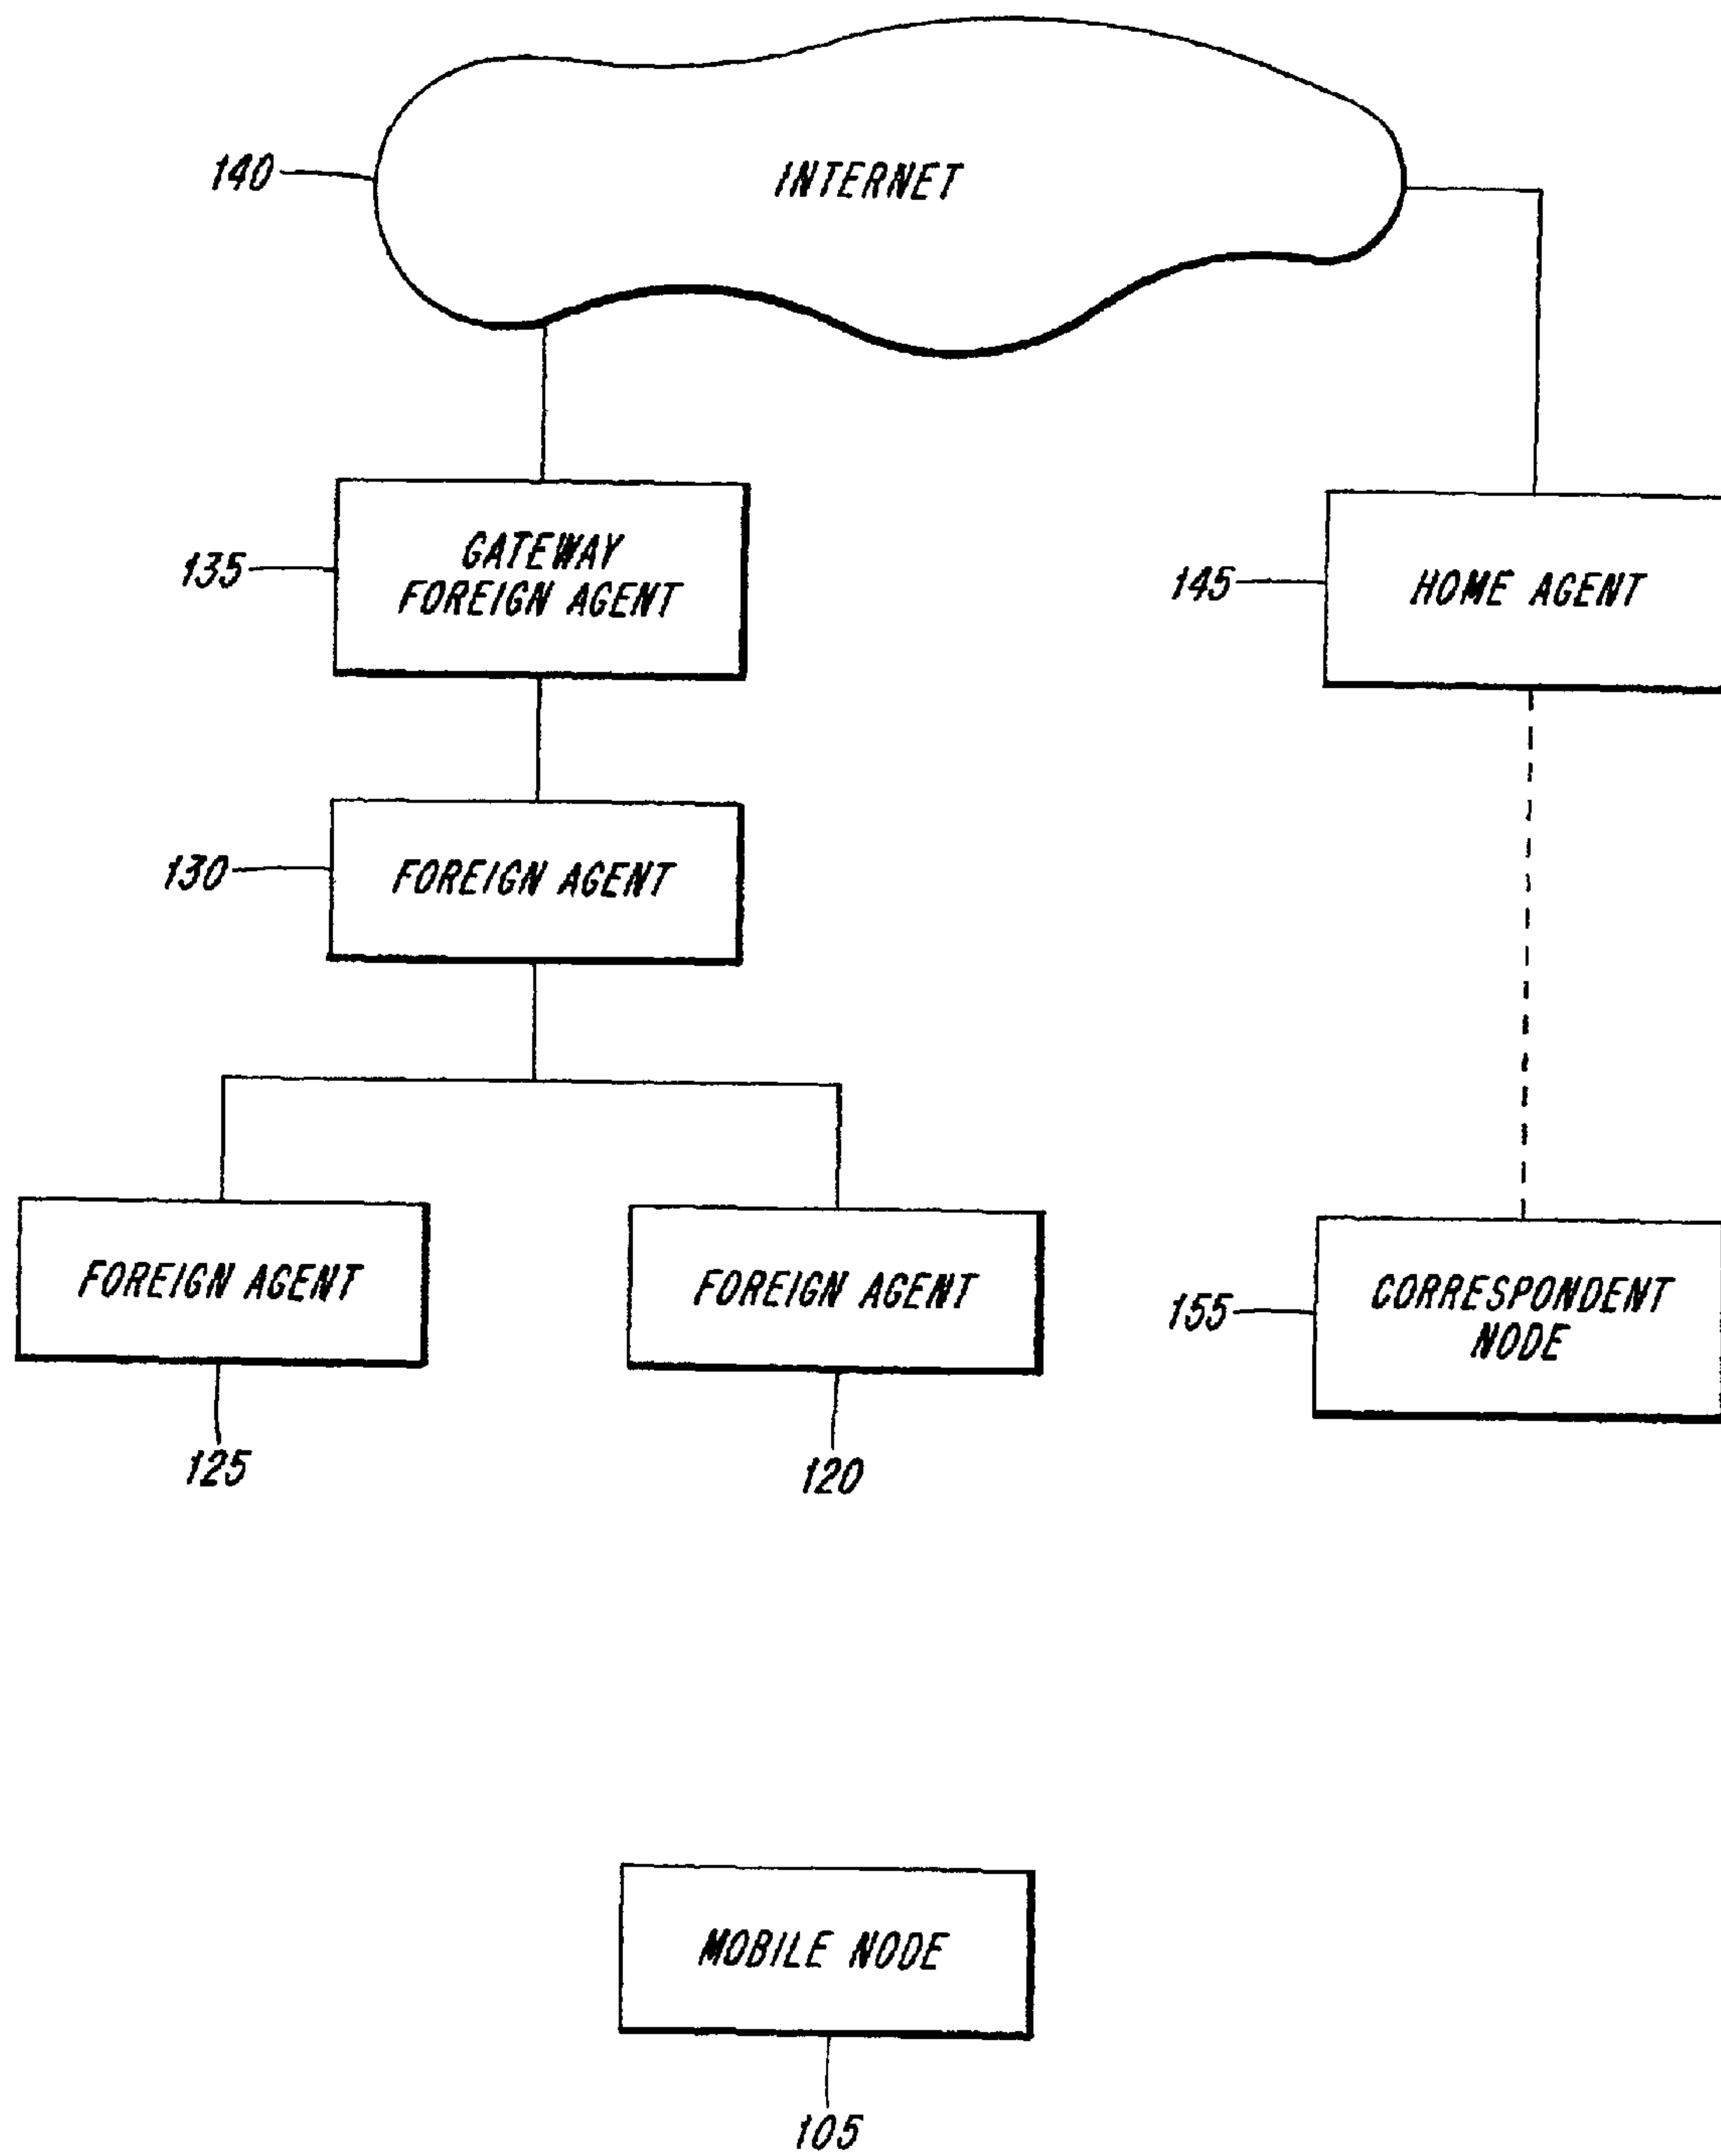 INTERNET
140
GATEWAY
FOREIGN AGENT
135
HOME AGENT
145
FOREIGN AGENT
130
FOREIGN AGENT
125
FOREIGN AGENT
120
CORRESPONDENT
NODE
155
MOBILE NODE
105